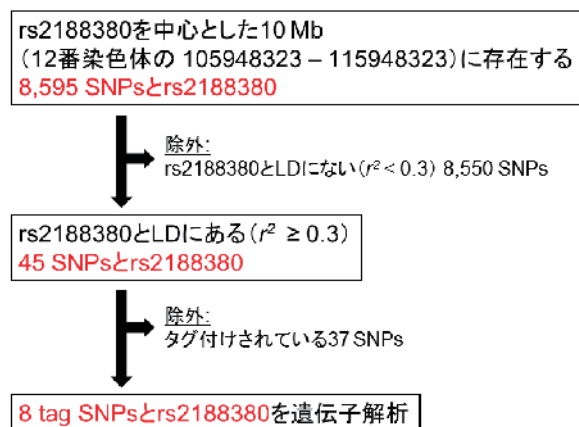 rs2188380を中心とした10 Mb
(12番染色体の 105948323 – 115948323)に存在する
8,595 SNPsとrs2188380
除外:
rs2188380とLDにない(r² < 0.3) 8,550 SNPs
rs2188380とLDにある(r² ≥ 0.3)
45 SNPsとrs2188380
除外:
タグ付けされている37 SNPs
8 tag SNPsとrs2188380を遺伝子解析